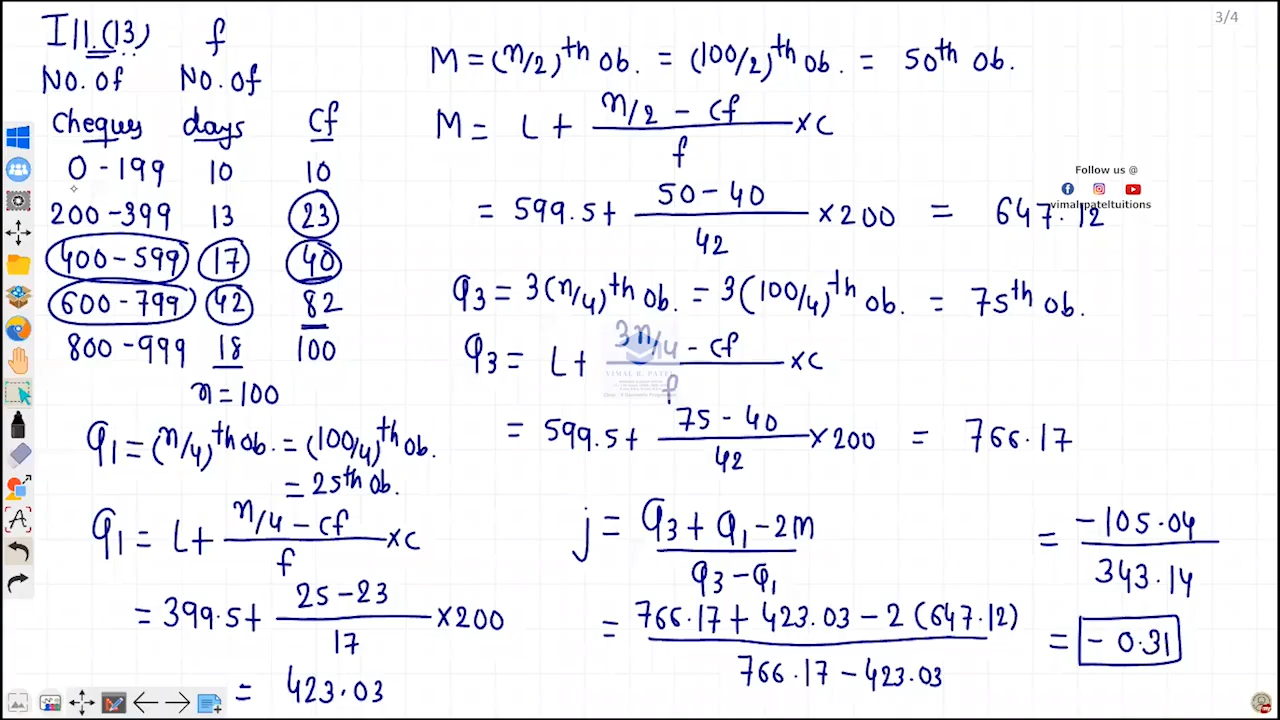 3/4
Ill.(13) f
No. of No. of
Cheques days Cf
0 - 199 10 10
200 - 399 13 23
400 - 599 17 40
600 - 799 42 82
800 - 999 18 100
n = 100
Q1 = (n/4)th ob. = (100/4)th ob.
= 25th ob.
Q1 = L + (n/4 - cf)/f × c
= 399.5 + (25 - 23)/17 × 200
= 423.03
M = (n/2)th ob. = (100/2)th ob. = 50th ob.
M = L + (n/2 - cf)/f × c
= 599.5 + (50 - 40)/42 × 200 = 647.12
Q3 = 3(n/4)th ob. = 3(100/4)th ob. = 75th ob.
Q3 = L + (3n/4 - cf)/f × c
= 599.5 + (75 - 40)/42 × 200 = 766.17
j = (Q3 + Q1 - 2M)/(Q3 - Q1)
= (766.17 + 423.03 - 2(647.12))/(766.17 - 423.03)
= -105.04/343.14
= -0.31
Follow us @
vimalpateltuitions
VIMAL R. PATEL